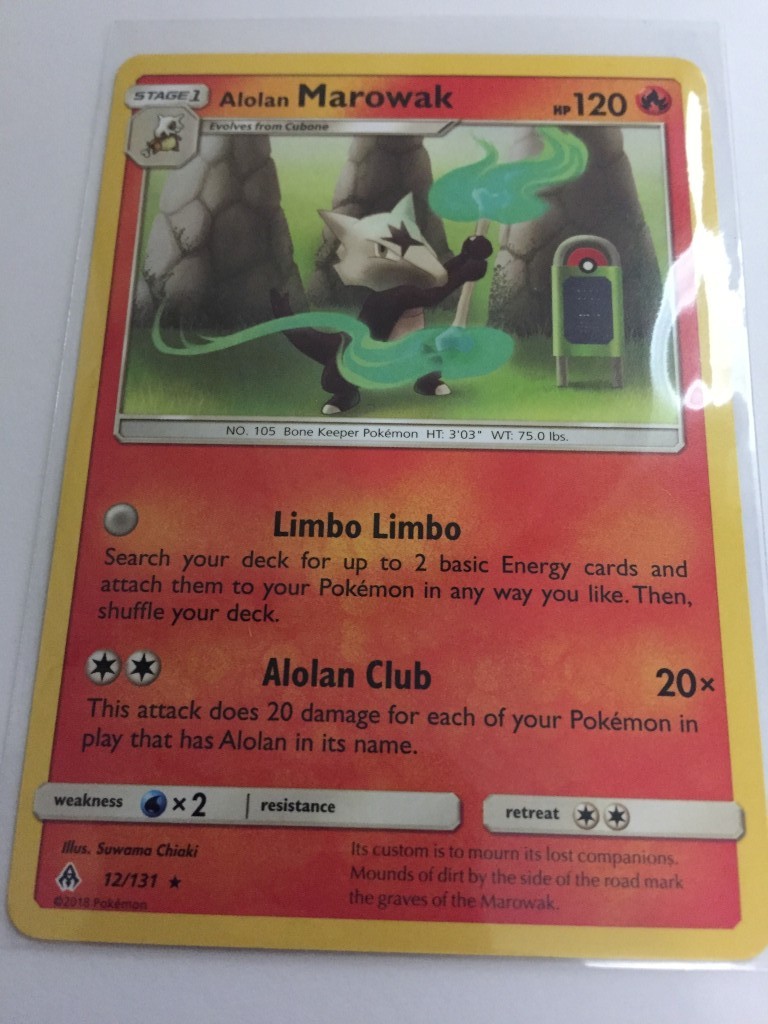 STAGE 1 Alolan Marowak HP 120
Evolves from Cubone
NO. 105 Bone Keeper Pokémon HT: 3'03" WT: 75.0 lbs.
Limbo Limbo
Search your deck for up to 2 basic Energy cards and
attach them to your Pokémon in any way you like. Then,
shuffle your deck.
Alolan Club 20×
This attack does 20 damage for each of your Pokémon in
play that has Alolan in its name.
weakness ×2 resistance retreat
Illus. Suwama Chiaki
12/131 ★
©2018 Pokémon
Its custom is to mourn its lost companions.
Mounds of dirt by the side of the road mark
the graves of the Marowak.